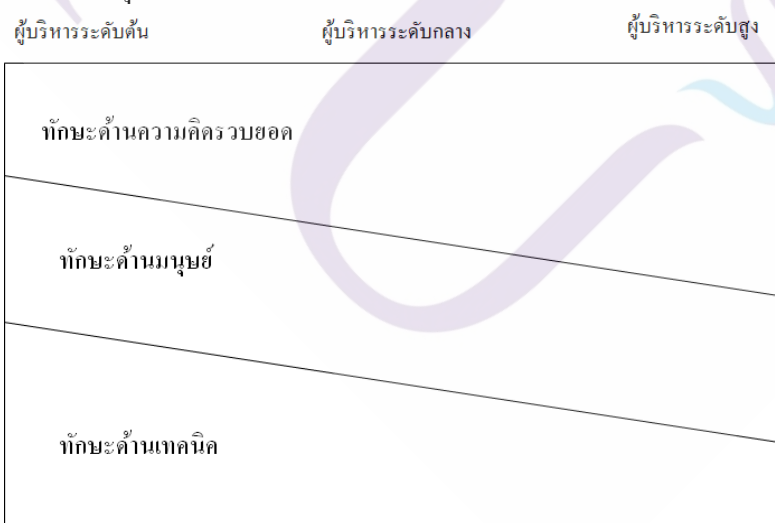 ผู้บริหารระดับต้น ผู้บริหารระดับกลาง ผู้บริหารระดับสูง
ทักษะด้านความคิดรวบยอด
ทักษะด้านมนุษย์
ทักษะด้านเทคนิค